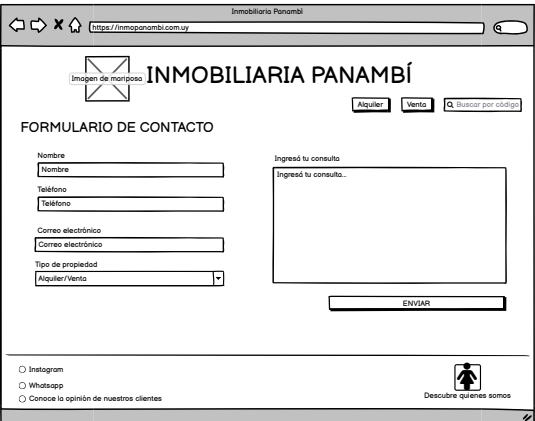 Inmobiliaria Panambí
https://inmopanambi.com.uy
Imagen de mariposa
INMOBILIARIA PANAMBÍ
Alquiler
Venta
Buscar por código
FORMULARIO DE CONTACTO
Nombre
Nombre
Teléfono
Teléfono
Correo electrónico
Correo electrónico
Tipo de propiedad
Alquiler/Venta
Ingresá tu consulta
Ingresá tu consulta...
ENVIAR
Instagram
Whatsapp
Conoce la opinión de nuestros clientes
Descubre quienes somos